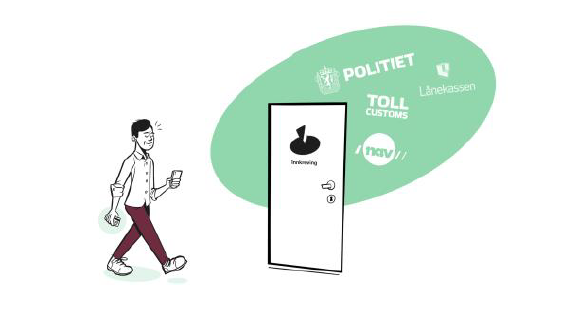 POLITIET
Lånekassen
TOLL
CUSTOMS
nav
Innkreving